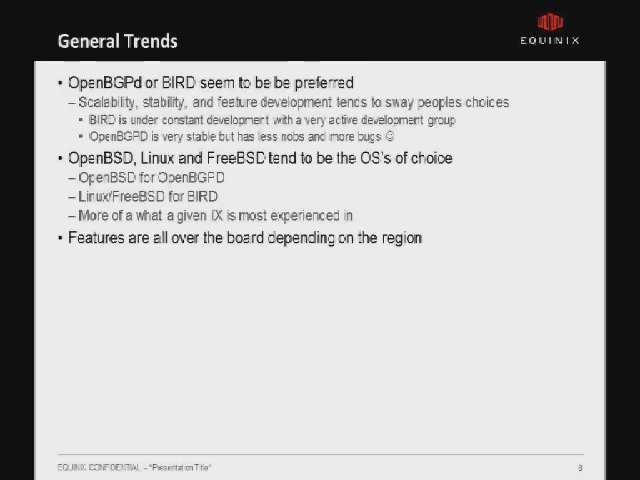 General Trends
EQUINIX
• OpenBGPd or BIRD seem to be be preferred
– Scalability, stability, and feature development tends to sway peoples choices
• BIRD is under constant development with a very active development group
• OpenBGPD is very stable but has less nobs and more bugs ☺
• OpenBSD, Linux and FreeBSD tend to be the OS's of choice
– OpenBSD for OpenBGPD
– Linux/FreeBSD for BIRD
– More of a what a given IX is most experienced in
• Features are all over the board depending on the region
EQUINIX CONFIDENTIAL – "Presentation Title"
8